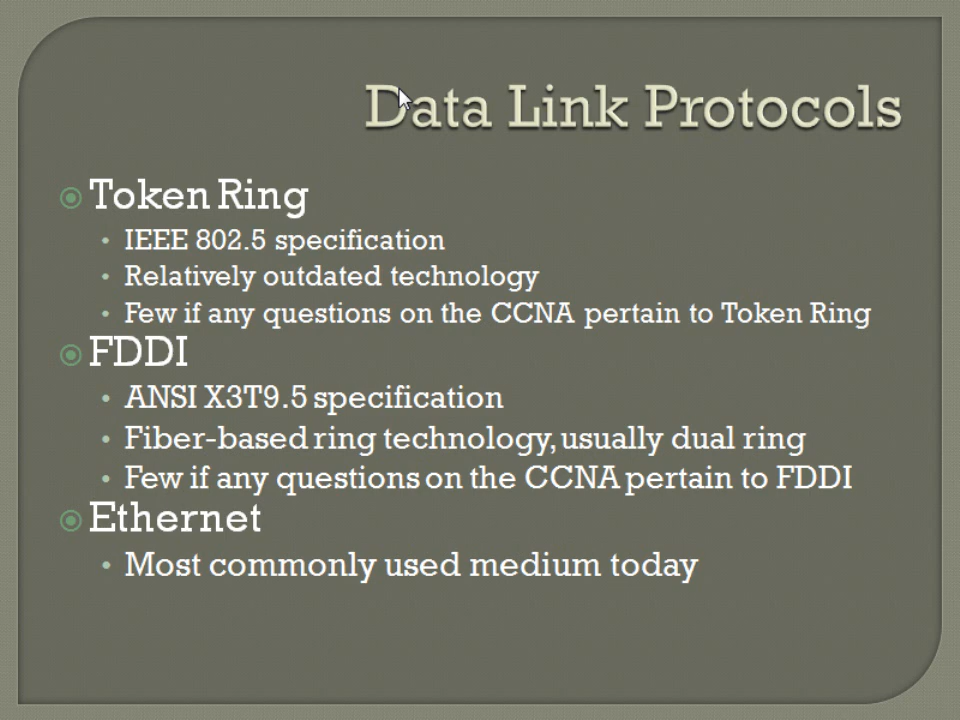 Data Link Protocols
Token Ring
IEEE 802.5 specification
Relatively outdated technology
Few if any questions on the CCNA pertain to Token Ring
FDDI
ANSI X3T9.5 specification
Fiber-based ring technology, usually dual ring
Few if any questions on the CCNA pertain to FDDI
Ethernet
Most commonly used medium today